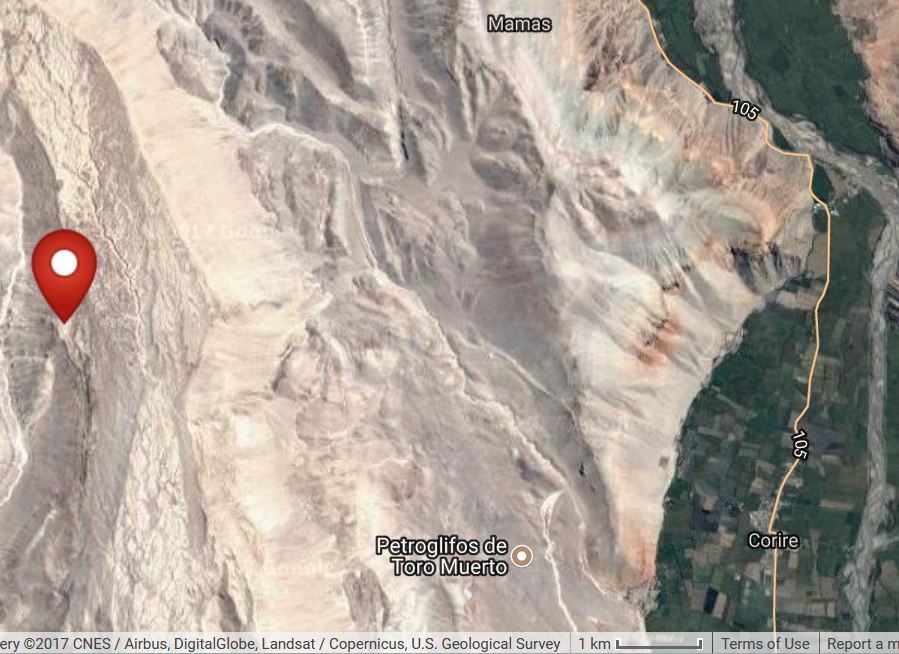 Mamas
105
105
Petroglifos de
Toro Muerto
Corire
ery ©2017 CNES / Airbus, DigitalGlobe, Landsat / Copernicus, U.S. Geological Survey 1 km Terms of Use Report a m